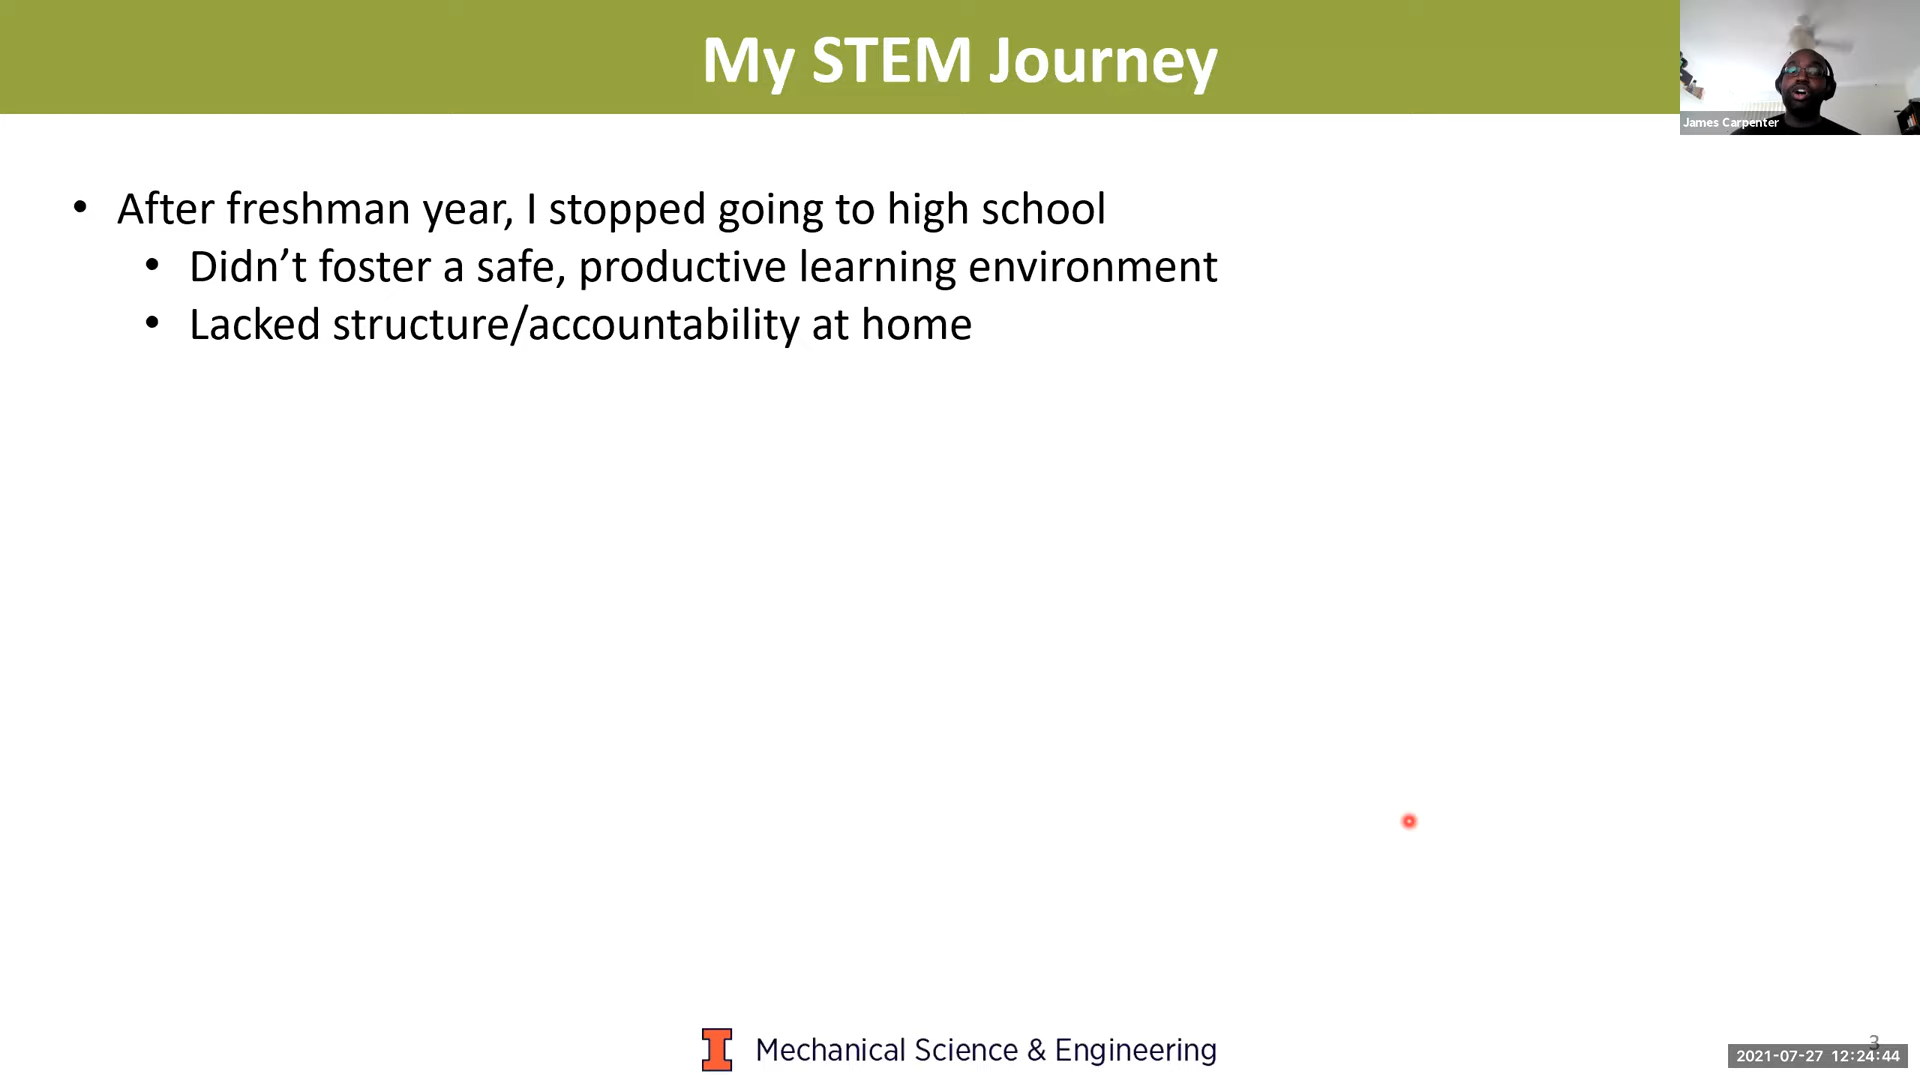 My STEM Journey
James Carpenter
• After freshman year, I stopped going to high school
• Didn’t foster a safe, productive learning environment
• Lacked structure/accountability at home
I Mechanical Science & Engineering
3
2021-07-27 12:24:44